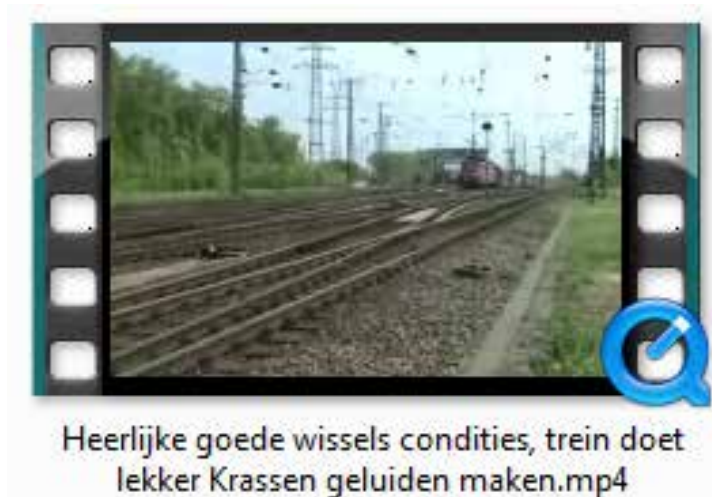 Heerlijke goede wissels condities, trein doet
lekker Krassen geluiden maken.mp4